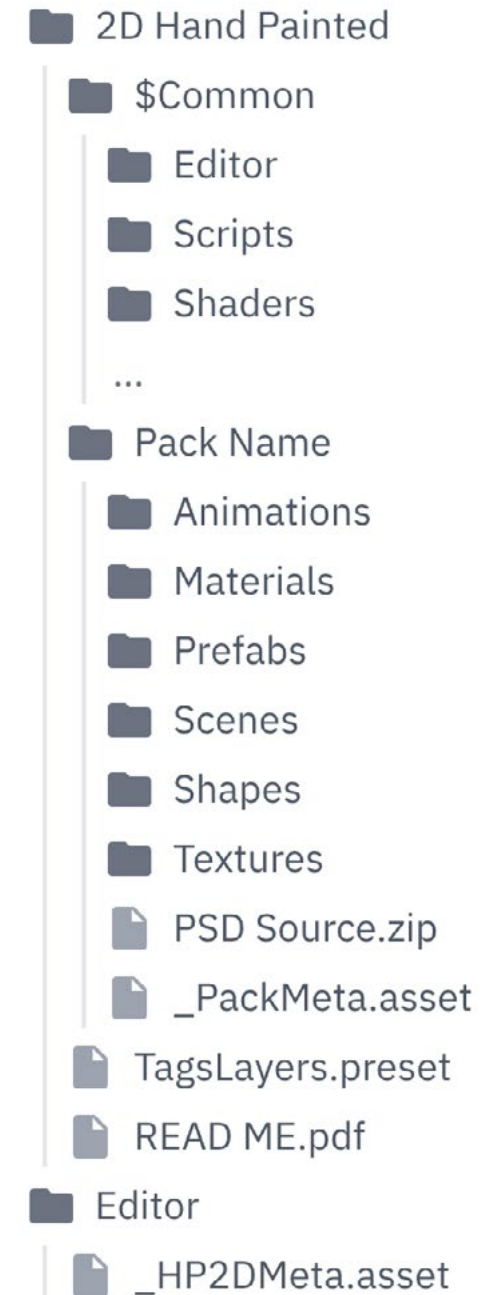 2D Hand Painted
$Common
Editor
Scripts
Shaders
...
Pack Name
Animations
Materials
Prefabs
Scenes
Shapes
Textures
PSD Source.zip
_PackMeta.asset
TagsLayers.preset
READ ME.pdf
Editor
_HP2DMeta.asset